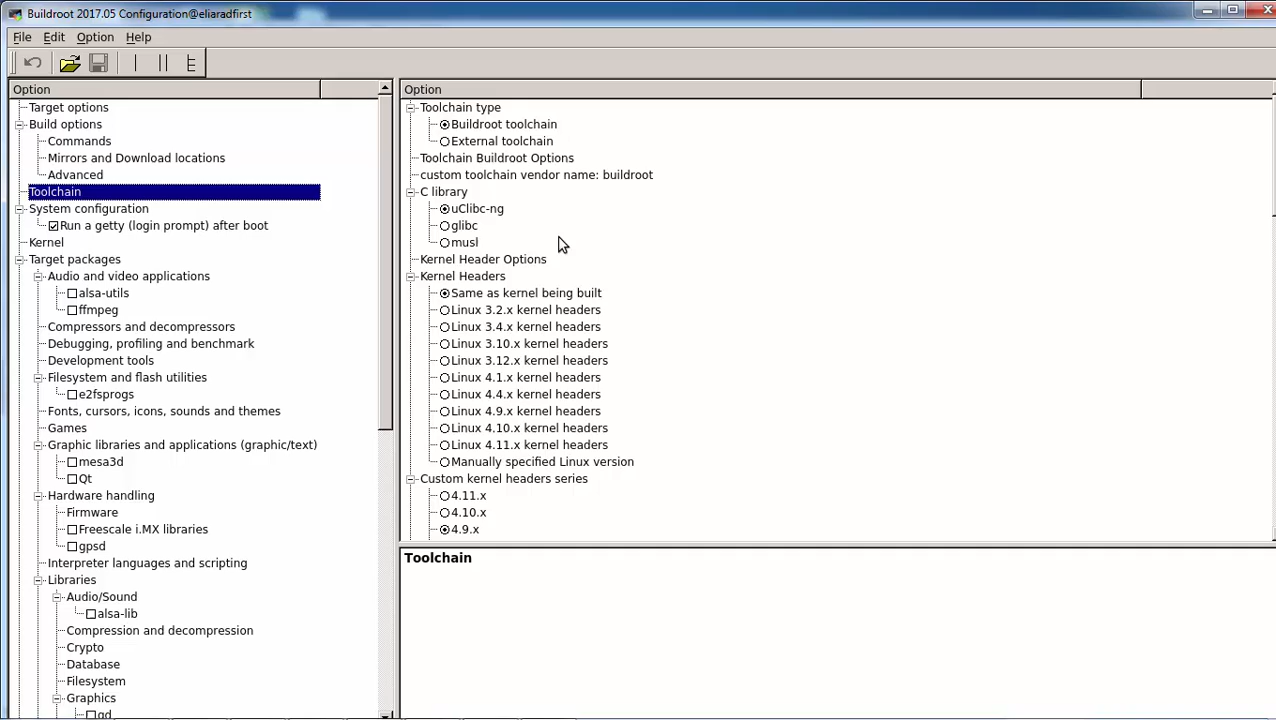 Buildroot 2017.05 Configuration@eliaradfirst
File Edit Option Help
Option
Target options
Build options
Commands
Mirrors and Download locations
Advanced
Toolchain
System configuration
Run a getty (login prompt) after boot
Kernel
Target packages
Audio and video applications
alsa-utils
ffmpeg
Compressors and decompressors
Debugging, profiling and benchmark
Development tools
Filesystem and flash utilities
e2fsprogs
Fonts, cursors, icons, sounds and themes
Games
Graphic libraries and applications (graphic/text)
mesa3d
Qt
Hardware handling
Firmware
Freescale i.MX libraries
gpsd
Interpreter languages and scripting
Libraries
Audio/Sound
alsa-lib
Compression and decompression
Crypto
Database
Filesystem
Graphics
gd
Option
Toolchain type
Buildroot toolchain
External toolchain
Toolchain Buildroot Options
custom toolchain vendor name: buildroot
C library
uClibc-ng
glibc
musl
Kernel Header Options
Kernel Headers
Same as kernel being built
Linux 3.2.x kernel headers
Linux 3.4.x kernel headers
Linux 3.10.x kernel headers
Linux 3.12.x kernel headers
Linux 4.1.x kernel headers
Linux 4.4.x kernel headers
Linux 4.9.x kernel headers
Linux 4.10.x kernel headers
Linux 4.11.x kernel headers
Manually specified Linux version
Custom kernel headers series
4.11.x
4.10.x
4.9.x
Toolchain